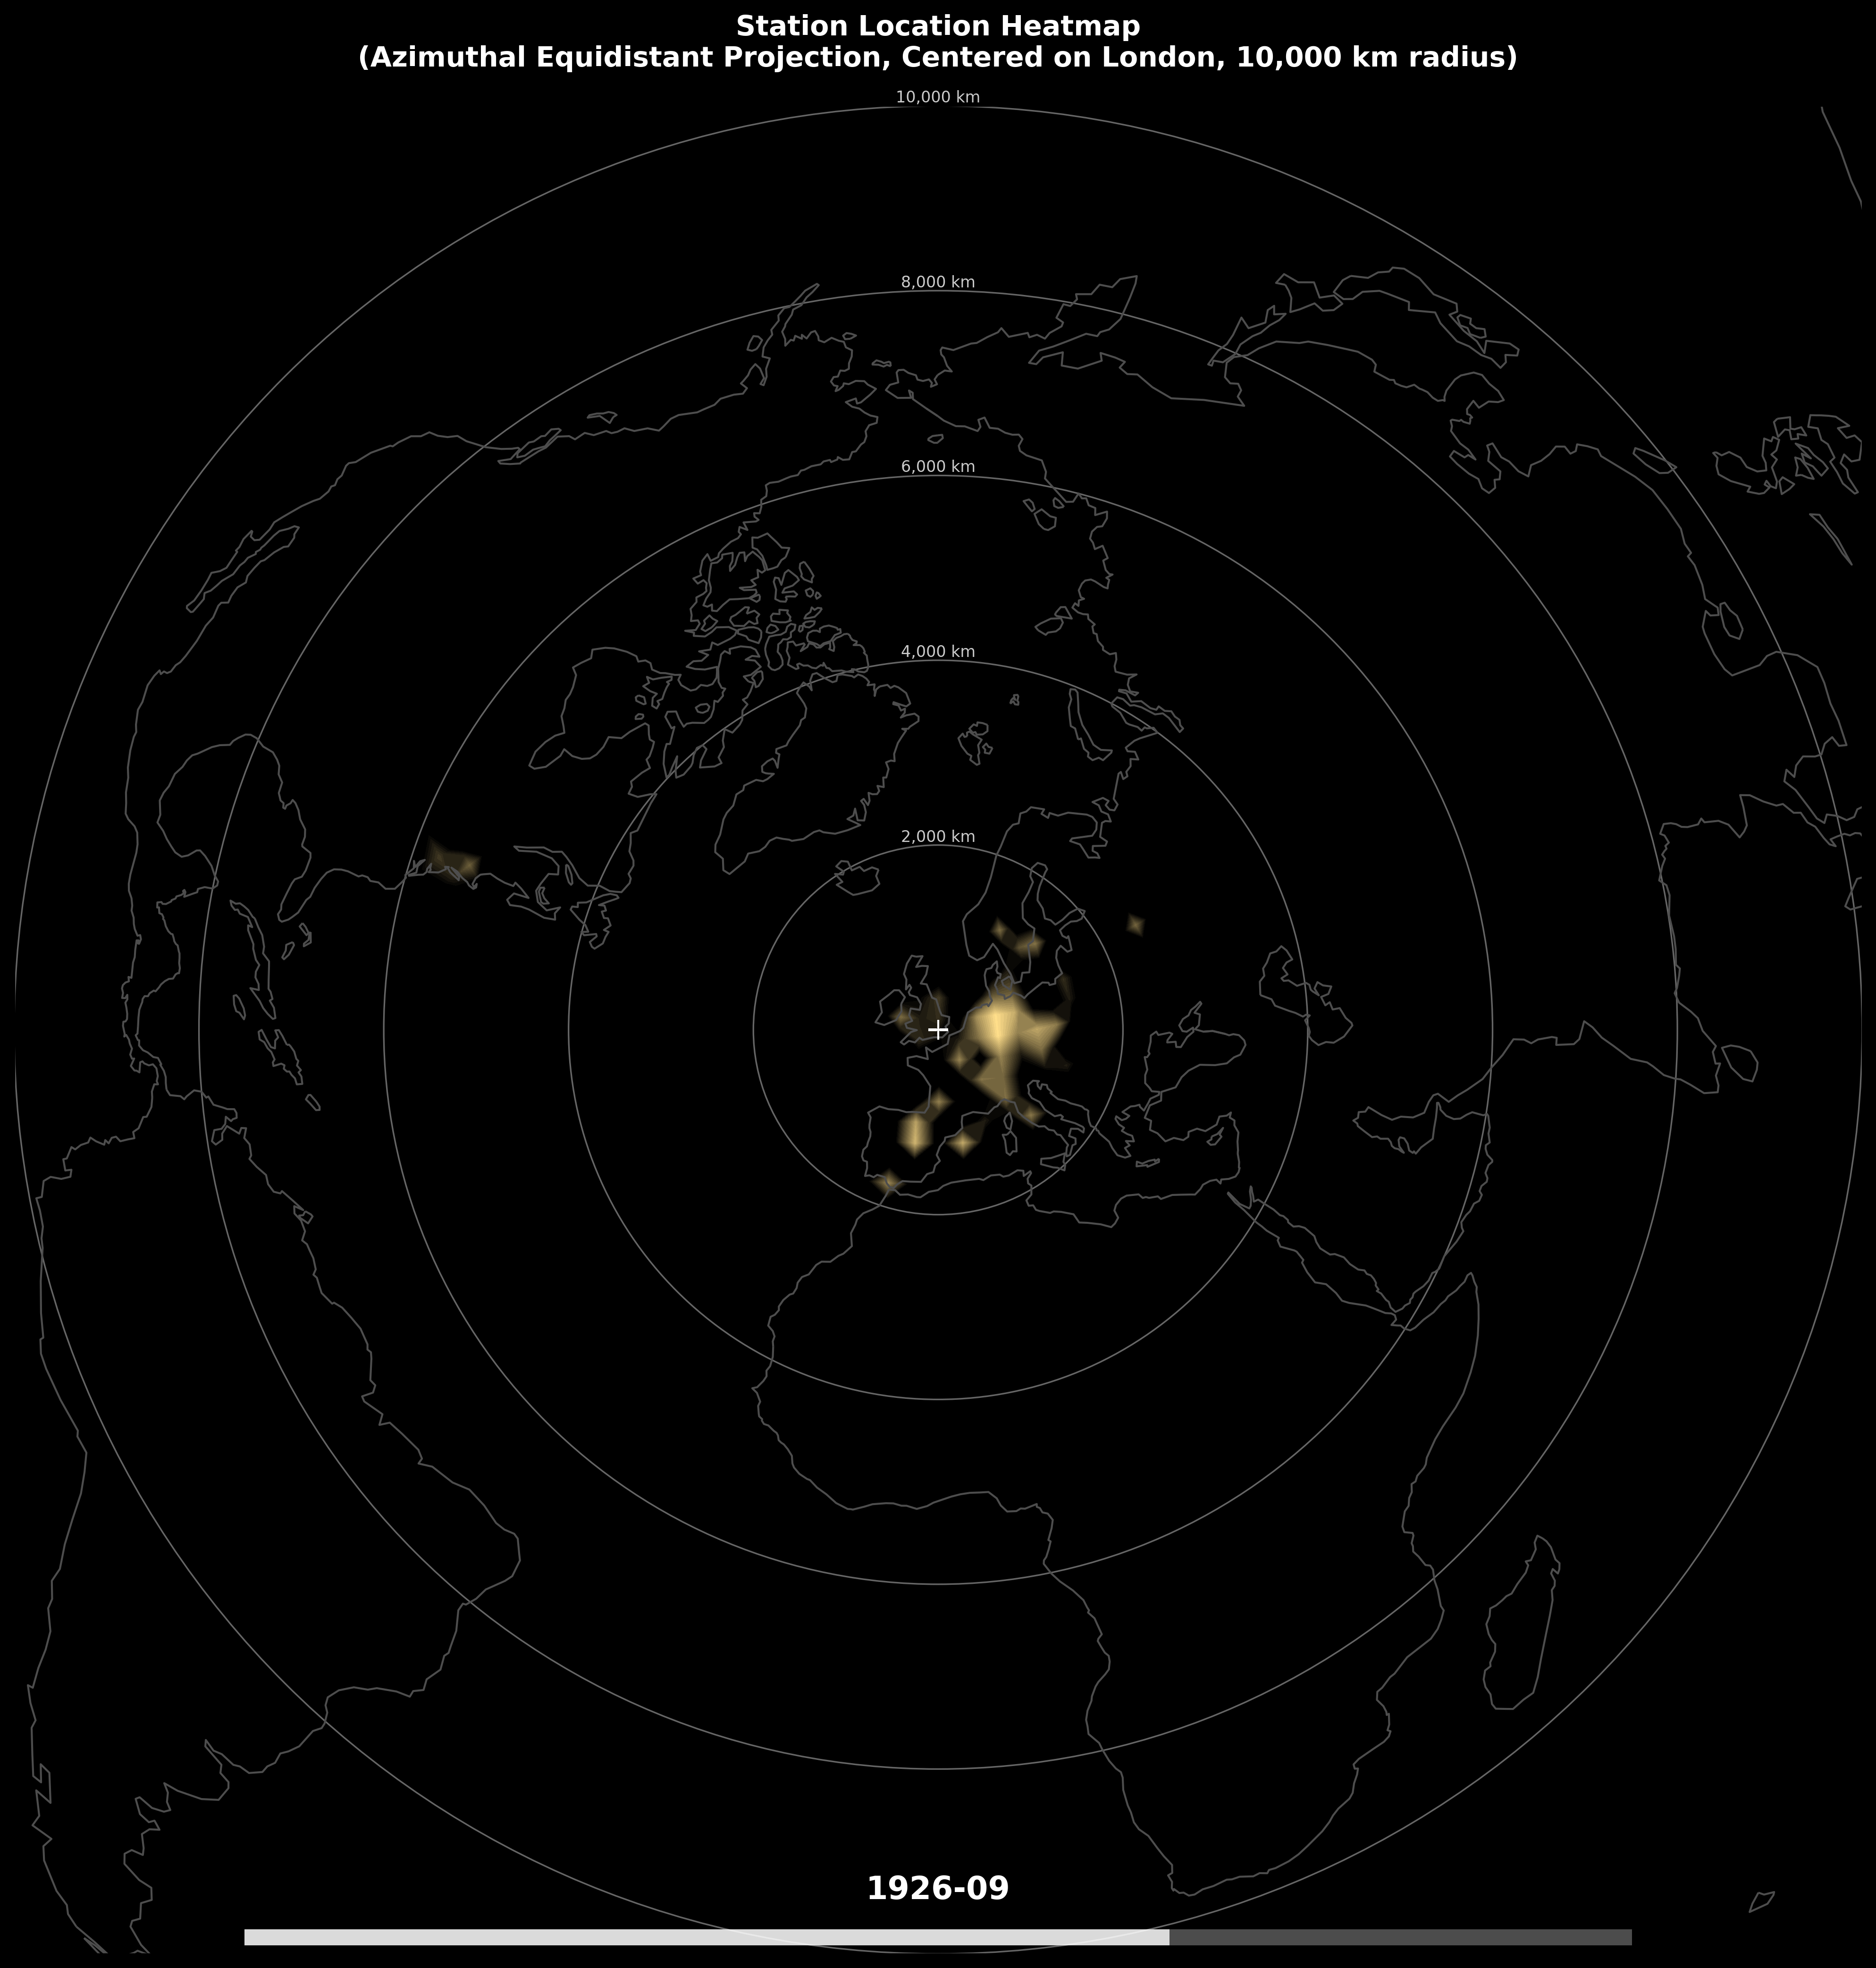 Station Location Heatmap
(Azimuthal Equidistant Projection, Centered on London, 10,000 km radius)
10,000 km
8,000 km
6,000 km
4,000 km
2,000 km
1926-09